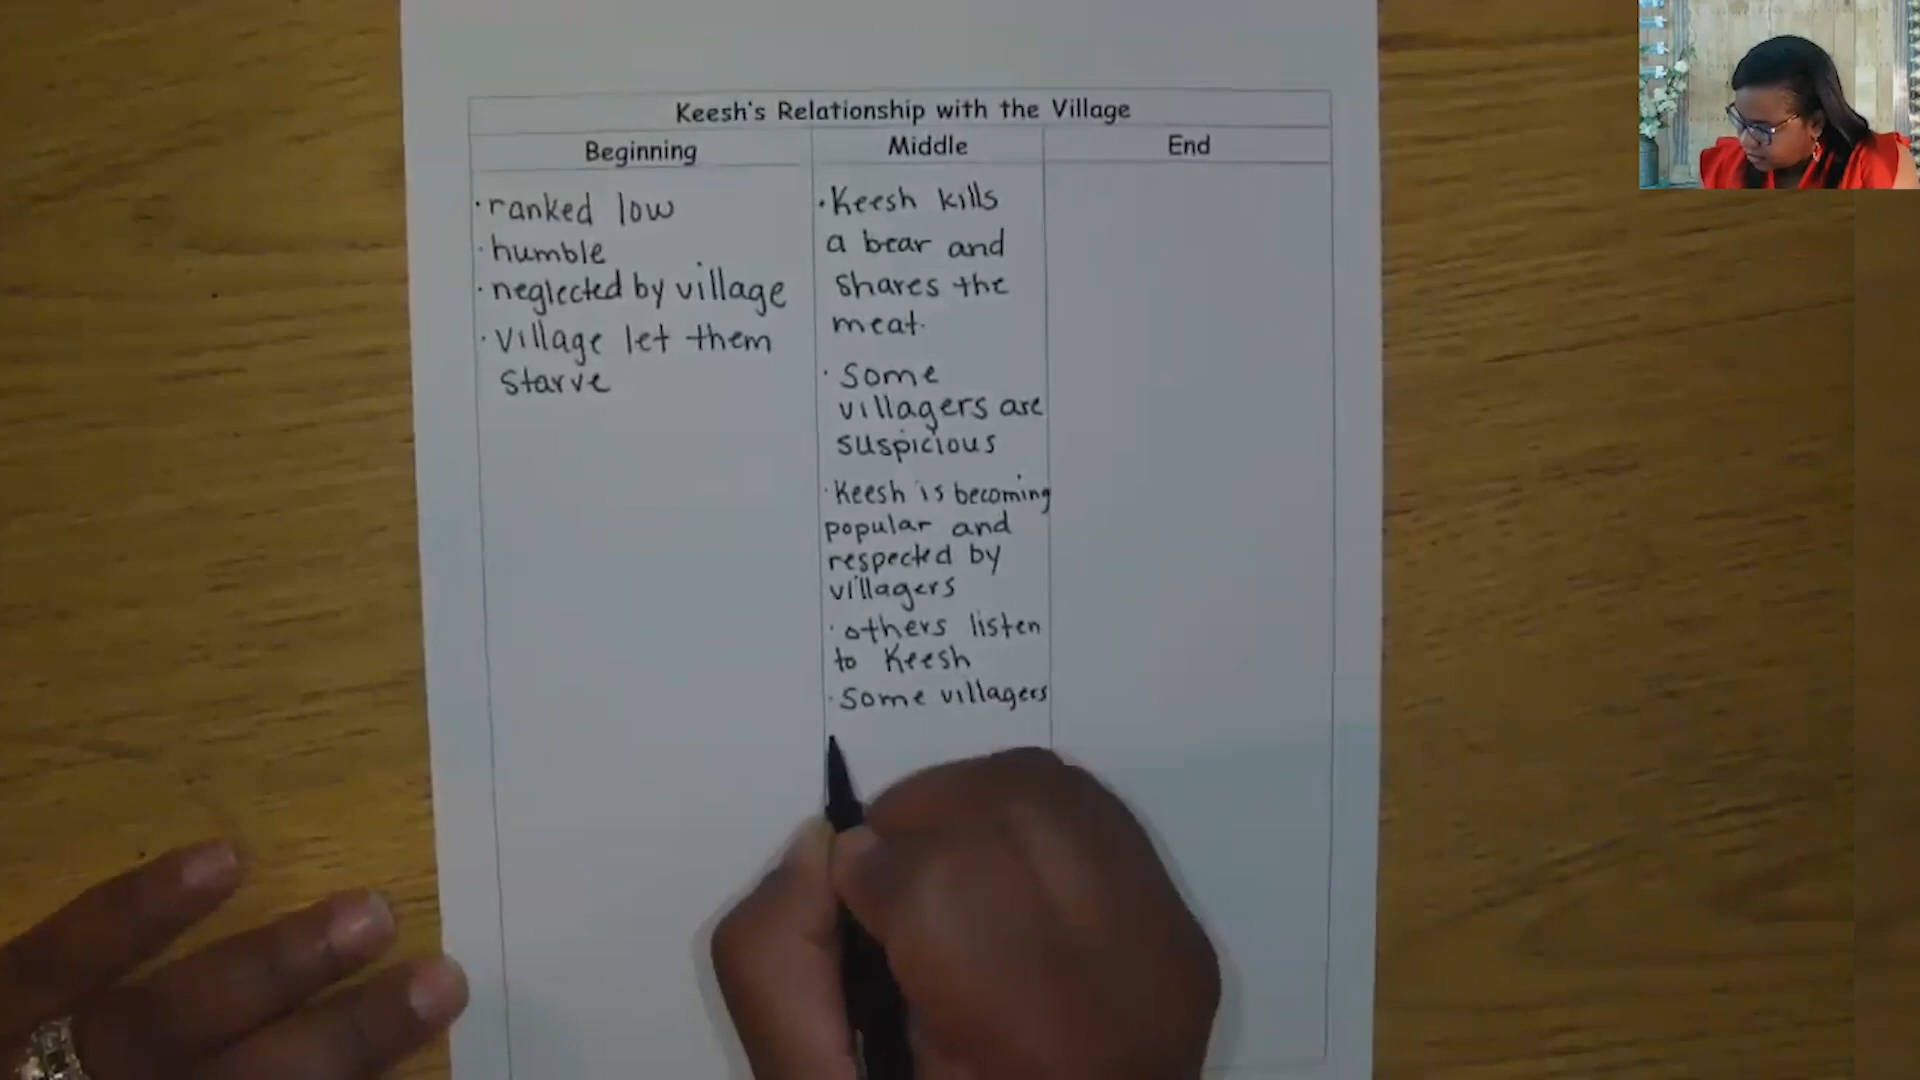 Keesh's Relationship with the Village
Beginning
Middle
End
·ranked low
·humble
·neglected by village
·village let them
starve
·Keesh kills
a bear and
shares the
meat.
·Some
villagers are
suspicious
·Keesh is becoming
popular and
respected by
villagers
·others listen
to Keesh
·Some villagers